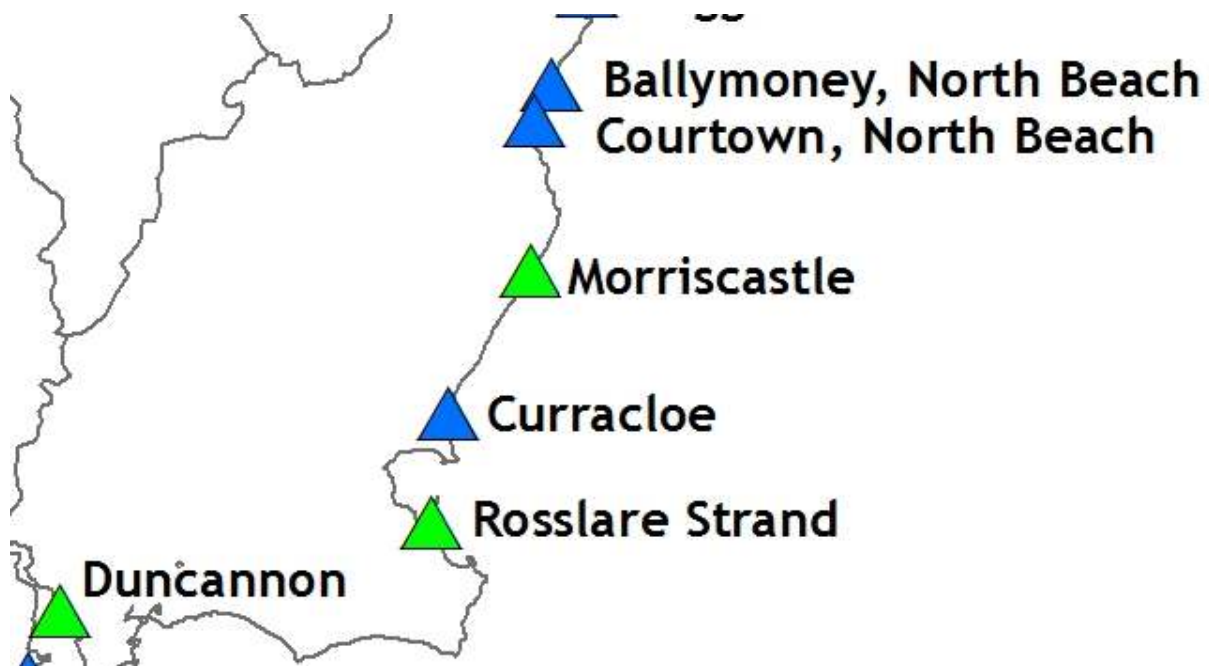 Ballymoney, North Beach
Courtown, North Beach
Morriscastle
Curracloe
Rosslare Strand
Duncannon